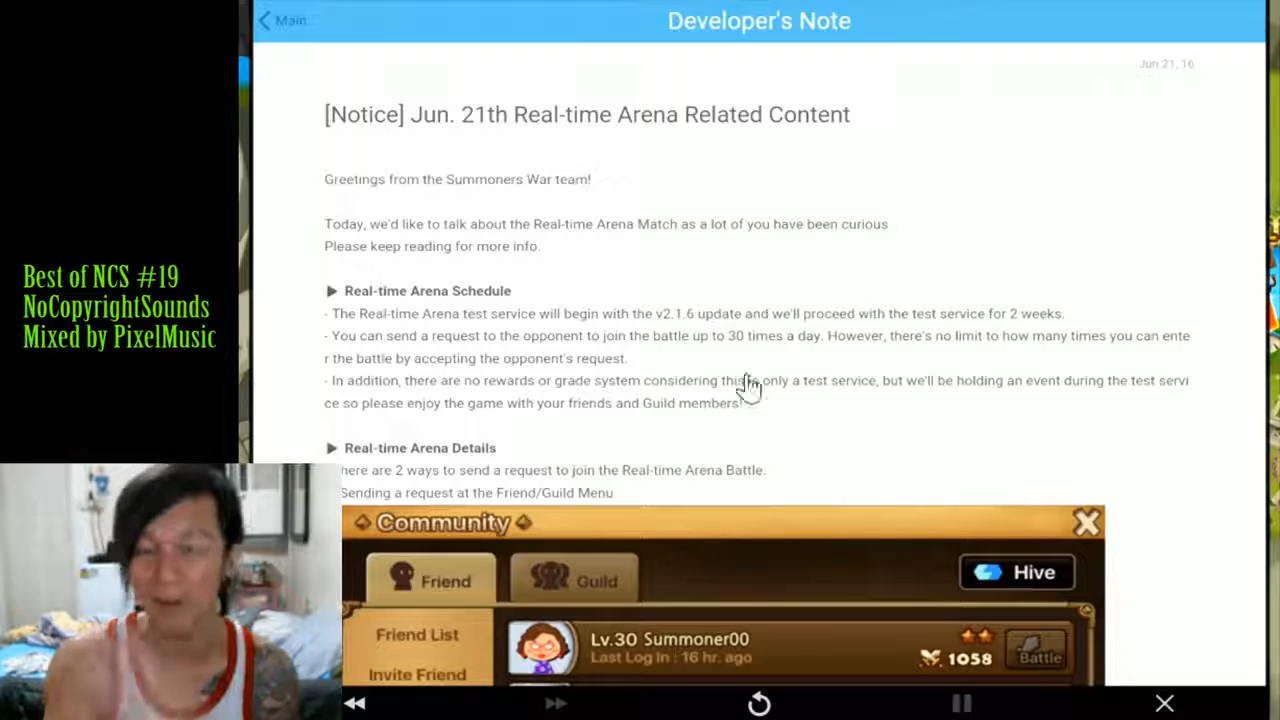 Main
Developer's Note
Jun 21, 16
[Notice] Jun. 21th Real-time Arena Related Content
Greetings from the Summoners War team!
Today, we'd like to talk about the Real-time Arena Match as a lot of you have been curious
Please keep reading for more info.
▶ Real-time Arena Schedule
- The Real-time Arena test service will begin with the v2.1.6 update and we'll proceed with the test service for 2 weeks.
- You can send a request to the opponent to join the battle up to 30 times a day. However, there's no limit to how many times you can ente
r the battle by accepting the opponent's request.
- In addition, there are no rewards or grade system considering this only a test service, but we'll be holding an event during the test servi
ce so please enjoy the game with your friends and Guild members!
▶ Real-time Arena Details
here are 2 ways to send a request to join the Real-time Arena Battle.
Sending a request at the Friend/Guild Menu
Best of NCS #19
NoCopyrightSounds
Mixed by PixelMusic
Community
Friend
Guild
Hive
Friend List
Invite Friend
Lv.30 Summoner00
Last Log In : 16 hr. ago
1058
Battle